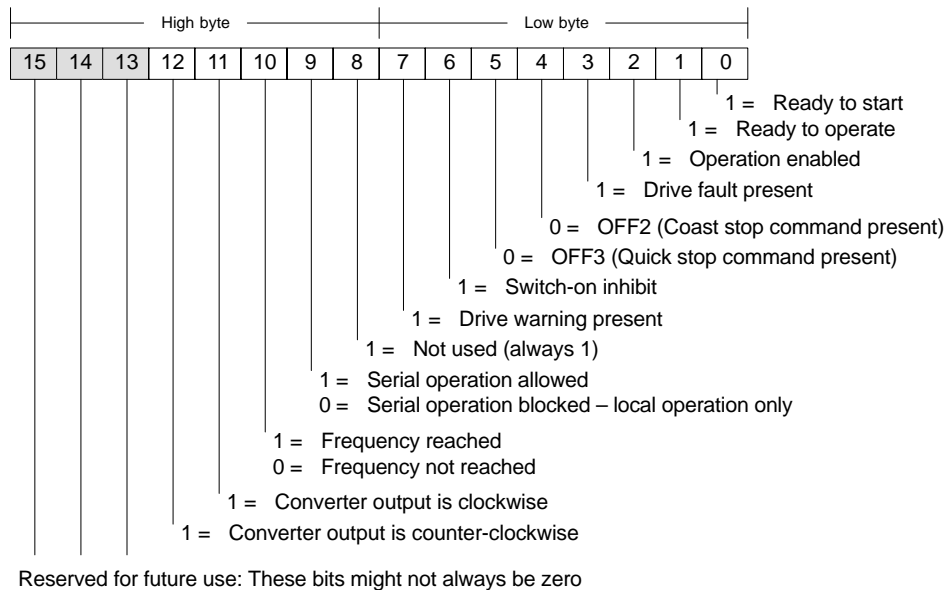 High byte Low byte
15 14 13 12 11 10 9 8 7 6 5 4 3 2 1 0
1 = Ready to start
1 = Ready to operate
1 = Operation enabled
1 = Drive fault present
0 = OFF2 (Coast stop command present)
0 = OFF3 (Quick stop command present)
1 = Switch-on inhibit
1 = Drive warning present
1 = Not used (always 1)
1 = Serial operation allowed
0 = Serial operation blocked – local operation only
1 = Frequency reached
0 = Frequency not reached
1 = Converter output is clockwise
1 = Converter output is counter-clockwise
Reserved for future use: These bits might not always be zero